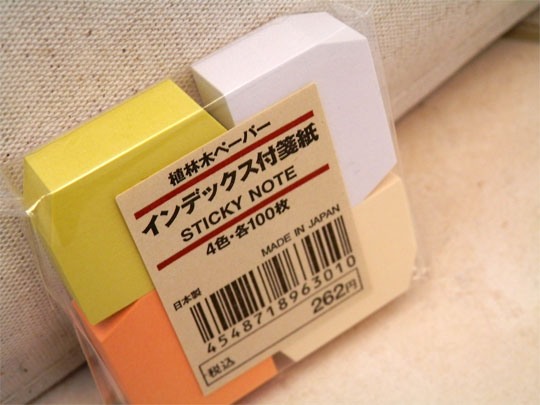 植林木ペーパー
インデックス付箋紙
STICKY NOTE
4色・各100枚
MADE IN JAPAN
日本製
4548718963010
262円
税込